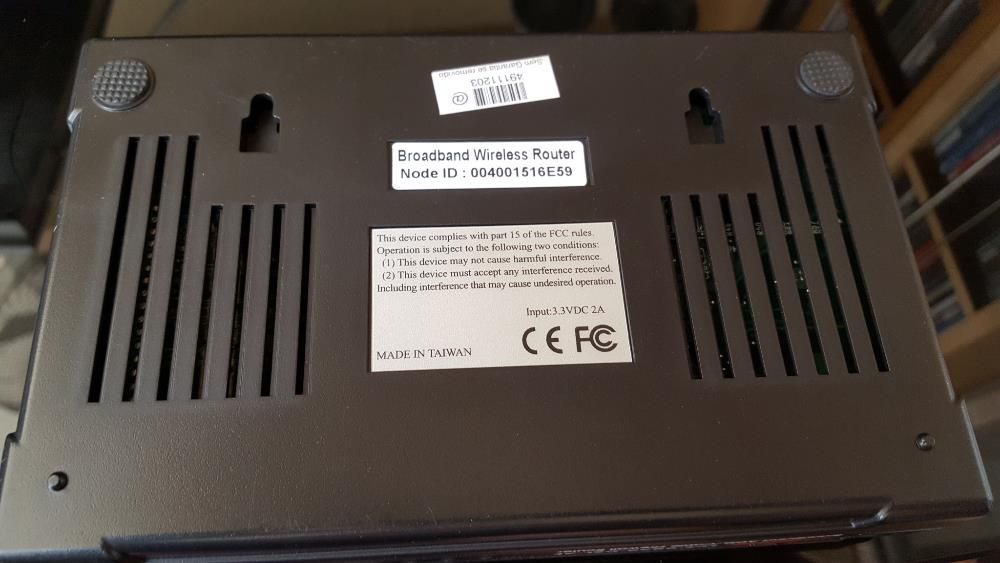 Sem Garantia se removido
49111203
@
Broadband Wireless Router
Node ID : 004001516E59
This device complies with part 15 of the FCC rules.
Operation is subject to the following two conditions:
(1) This device may not cause harmful interference.
(2) This device must accept any interference received.
Including interference that may cause undesired operation.
Input:3.3VDC 2A
MADE IN TAIWAN
CE FC